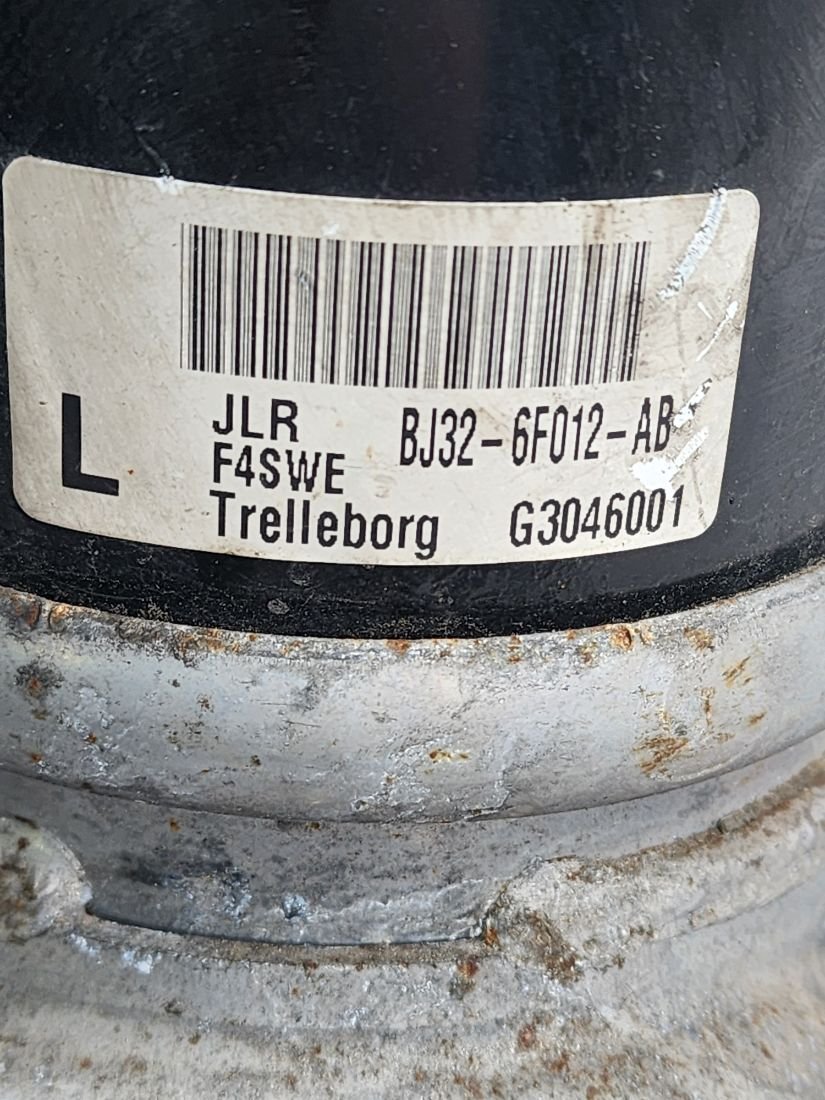 L
JLR BJ32-6F012-AB
F4SWE
Trelleborg G3046001